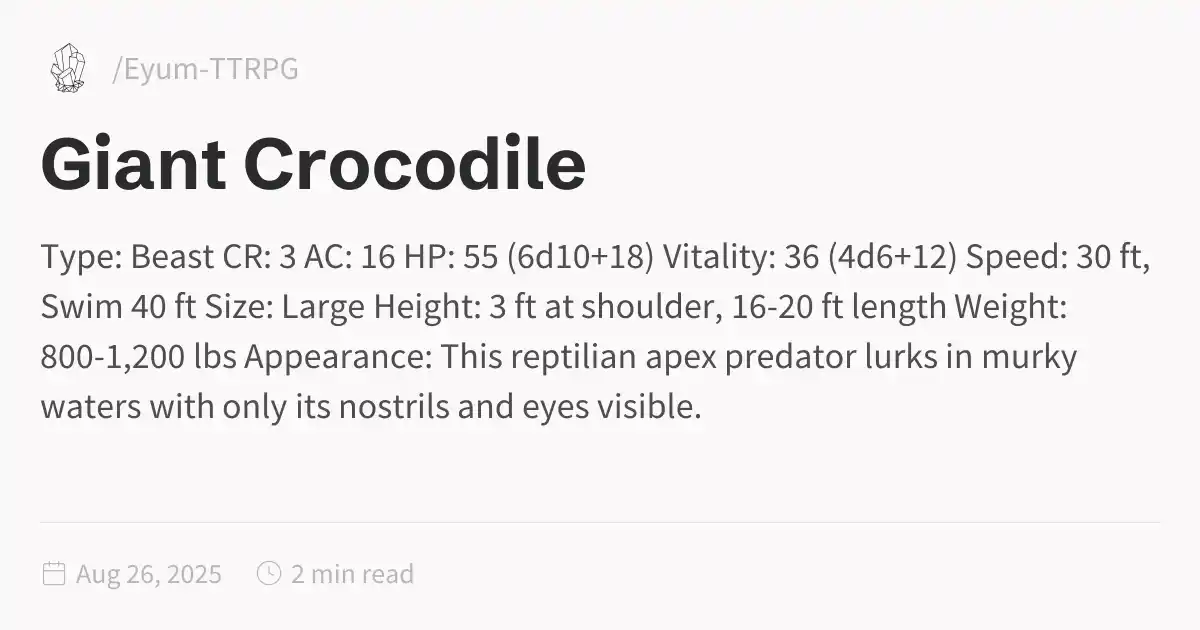 /Eyum-TTRPG
Giant Crocodile
Type: Beast CR: 3 AC: 16 HP: 55 (6d10+18) Vitality: 36 (4d6+12) Speed: 30 ft,
Swim 40 ft Size: Large Height: 3 ft at shoulder, 16-20 ft length Weight:
800-1,200 lbs Appearance: This reptilian apex predator lurks in murky
waters with only its nostrils and eyes visible.
Aug 26, 2025 2 min read